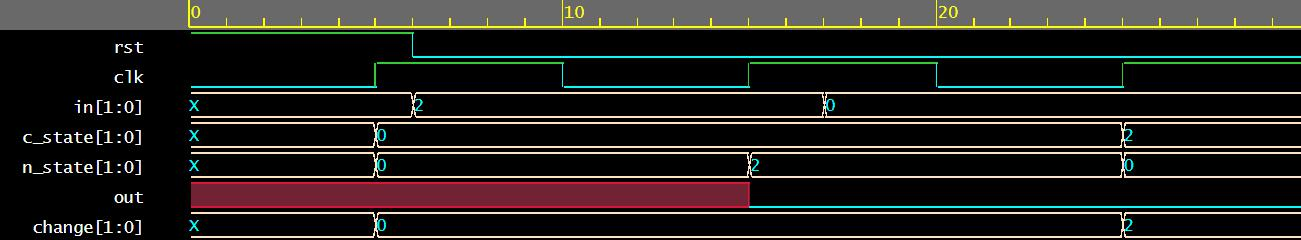 0 10 20
rst
clk
in[1:0] X 2 0
c_state[1:0] X 0 2
n_state[1:0] X 0 2 0
out
change[1:0] X 0 2